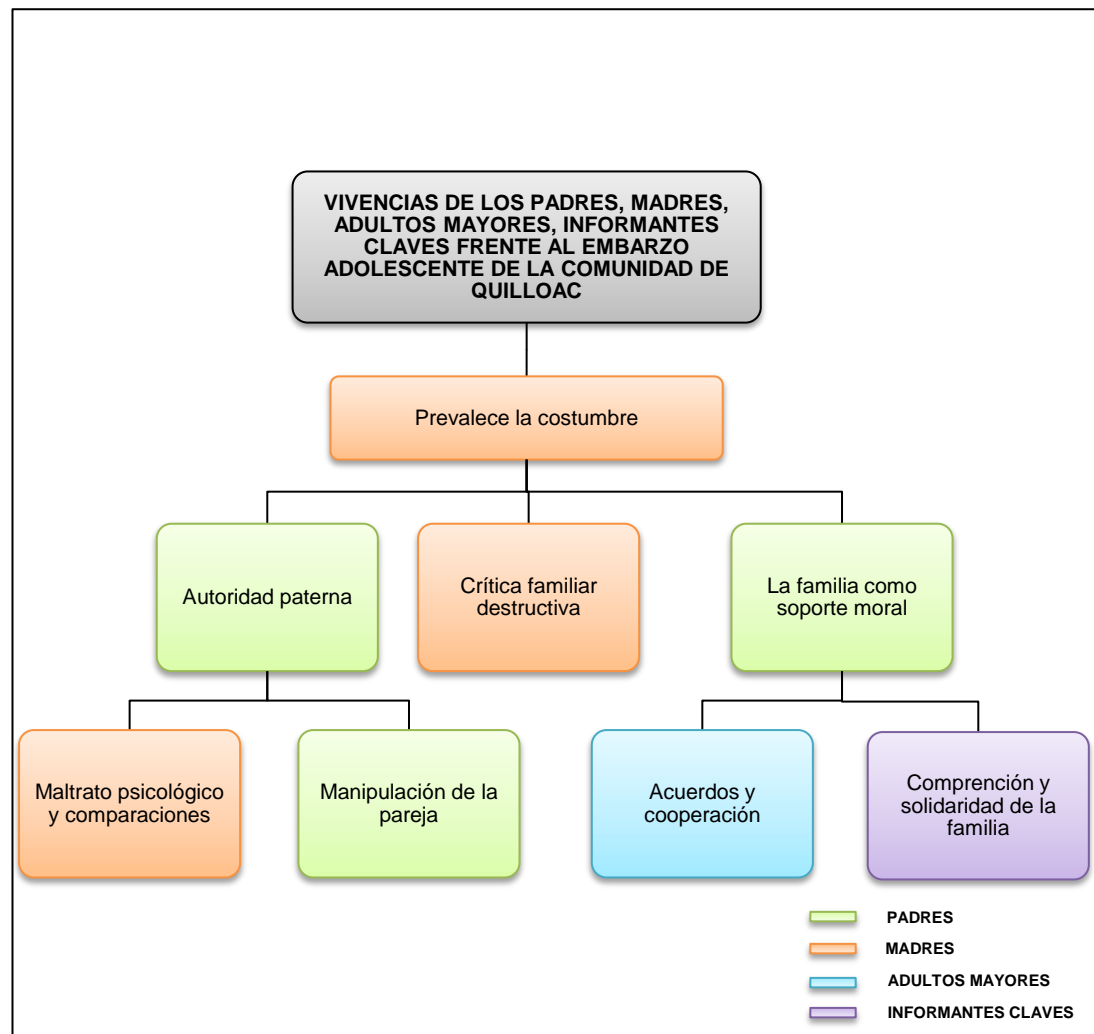 VIVENCIAS DE LOS PADRES, MADRES,
ADULTOS MAYORES, INFORMANTES
CLAVES FRENTE AL EMBARZO
ADOLESCENTE DE LA COMUNIDAD DE
QUILLOAC
Prevalece la costumbre
Autoridad paterna
Crítica familiar
destructiva
La familia como
soporte moral
Maltrato psicológico
y comparaciones
Manipulación de la
pareja
Acuerdos y
cooperación
Comprención y
solidaridad de la
familia
PADRES
MADRES
ADULTOS MAYORES
INFORMANTES CLAVES